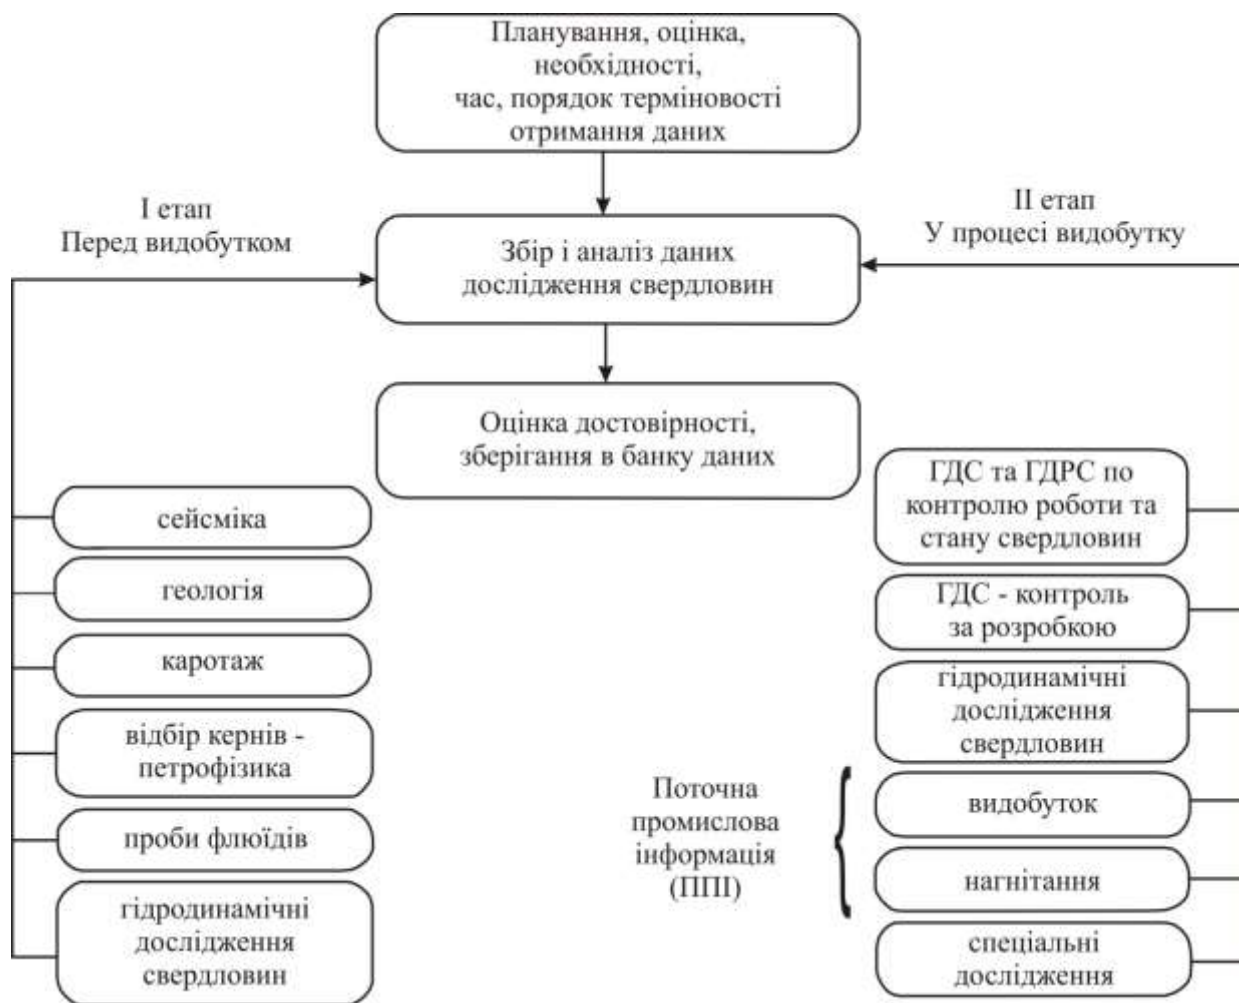 Планування, оцінка,
необхідності,
час, порядок терміновості
отримання даних
І етап
Перед видобутком
ІІ етап
У процесі видобутку
Збір і аналіз даних
дослідження свердловин
Оцінка достовірності,
зберігання в банку даних
сейсміка
геологія
каротаж
відбір кернів -
петрофізика
проби флюїдів
гідродинамічні
дослідження
свердловин
ГДС та ГДРС по
контролю роботи та
стану свердловин
ГДС - контроль
за розробкою
гідродинамічні
дослідження
свердловин
Поточна
промислова
інформація
(ППІ)
видобуток
нагнітання
спеціальні
дослідження